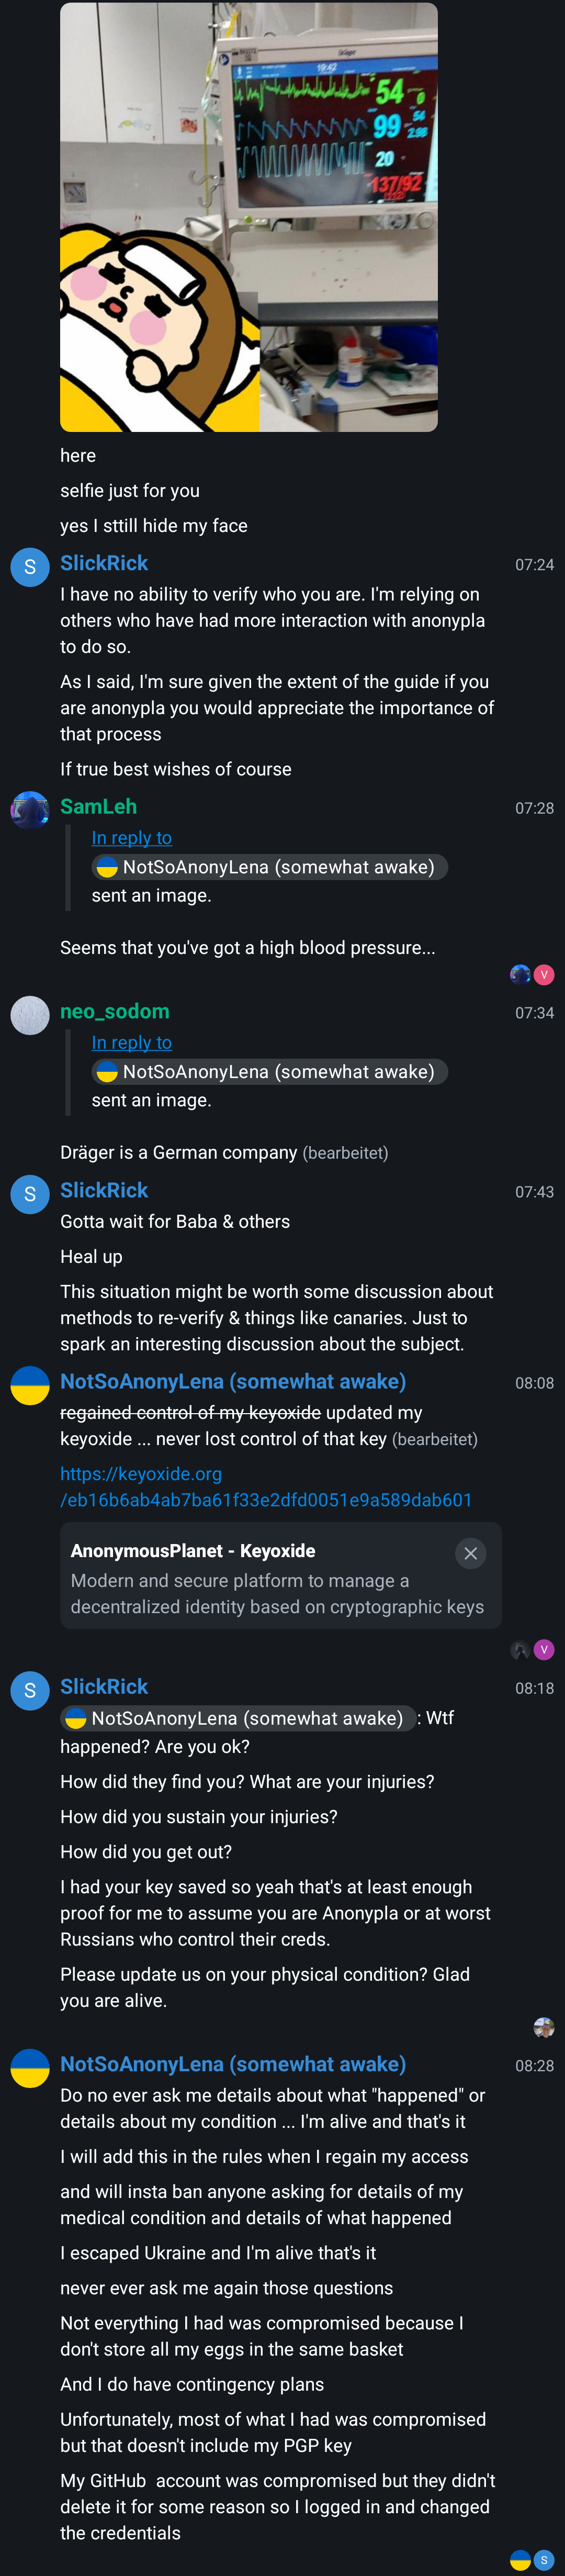 Dräger
19:42
54
99
20
137/92
here
selfie just for you
yes I sttill hide my face
S
SlickRick
07:24
I have no ability to verify who you are. I'm relying on
others who have had more interaction with anonypla
to do so.
As I said, I'm sure given the extent of the guide if you
are anonypla you would appreciate the importance of
that process
If true best wishes of course
SamLeh
07:28
In reply to
NotSoAnonyLena (somewhat awake)
sent an image.
Seems that you've got a high blood pressure...
V
neo_sodom
07:34
In reply to
NotSoAnonyLena (somewhat awake)
sent an image.
Dräger is a German company (bearbeitet)
S
SlickRick
07:43
Gotta wait for Baba & others
Heal up
This situation might be worth some discussion about
methods to re-verify & things like canaries. Just to
spark an interesting discussion about the subject.
NotSoAnonyLena (somewhat awake)
08:08
regained control of my keyoxide updated my
keyoxide ... never lost control of that key (bearbeitet)
https://keyoxide.org
/eb16b6ab4ab7ba61f33e2dfd0051e9a589dab601
AnonymousPlanet - Keyoxide
Modern and secure platform to manage a
decentralized identity based on cryptographic keys
V
S
SlickRick
08:18
NotSoAnonyLena (somewhat awake) : Wtf
happened? Are you ok?
How did they find you? What are your injuries?
How did you sustain your injuries?
How did you get out?
I had your key saved so yeah that's at least enough
proof for me to assume you are Anonypla or at worst
Russians who control their creds.
Please update us on your physical condition? Glad
you are alive.
NotSoAnonyLena (somewhat awake)
08:28
Do no ever ask me details about what "happened" or
details about my condition ... I'm alive and that's it
I will add this in the rules when I regain my access
and will insta ban anyone asking for details of my
medical condition and details of what happened
I escaped Ukraine and I'm alive that's it
never ever ask me again those questions
Not everything I had was compromised because I
don't store all my eggs in the same basket
And I do have contingency plans
Unfortunately, most of what I had was compromised
but that doesn't include my PGP key
My GitHub account was compromised but they didn't
delete it for some reason so I logged in and changed
the credentials
S